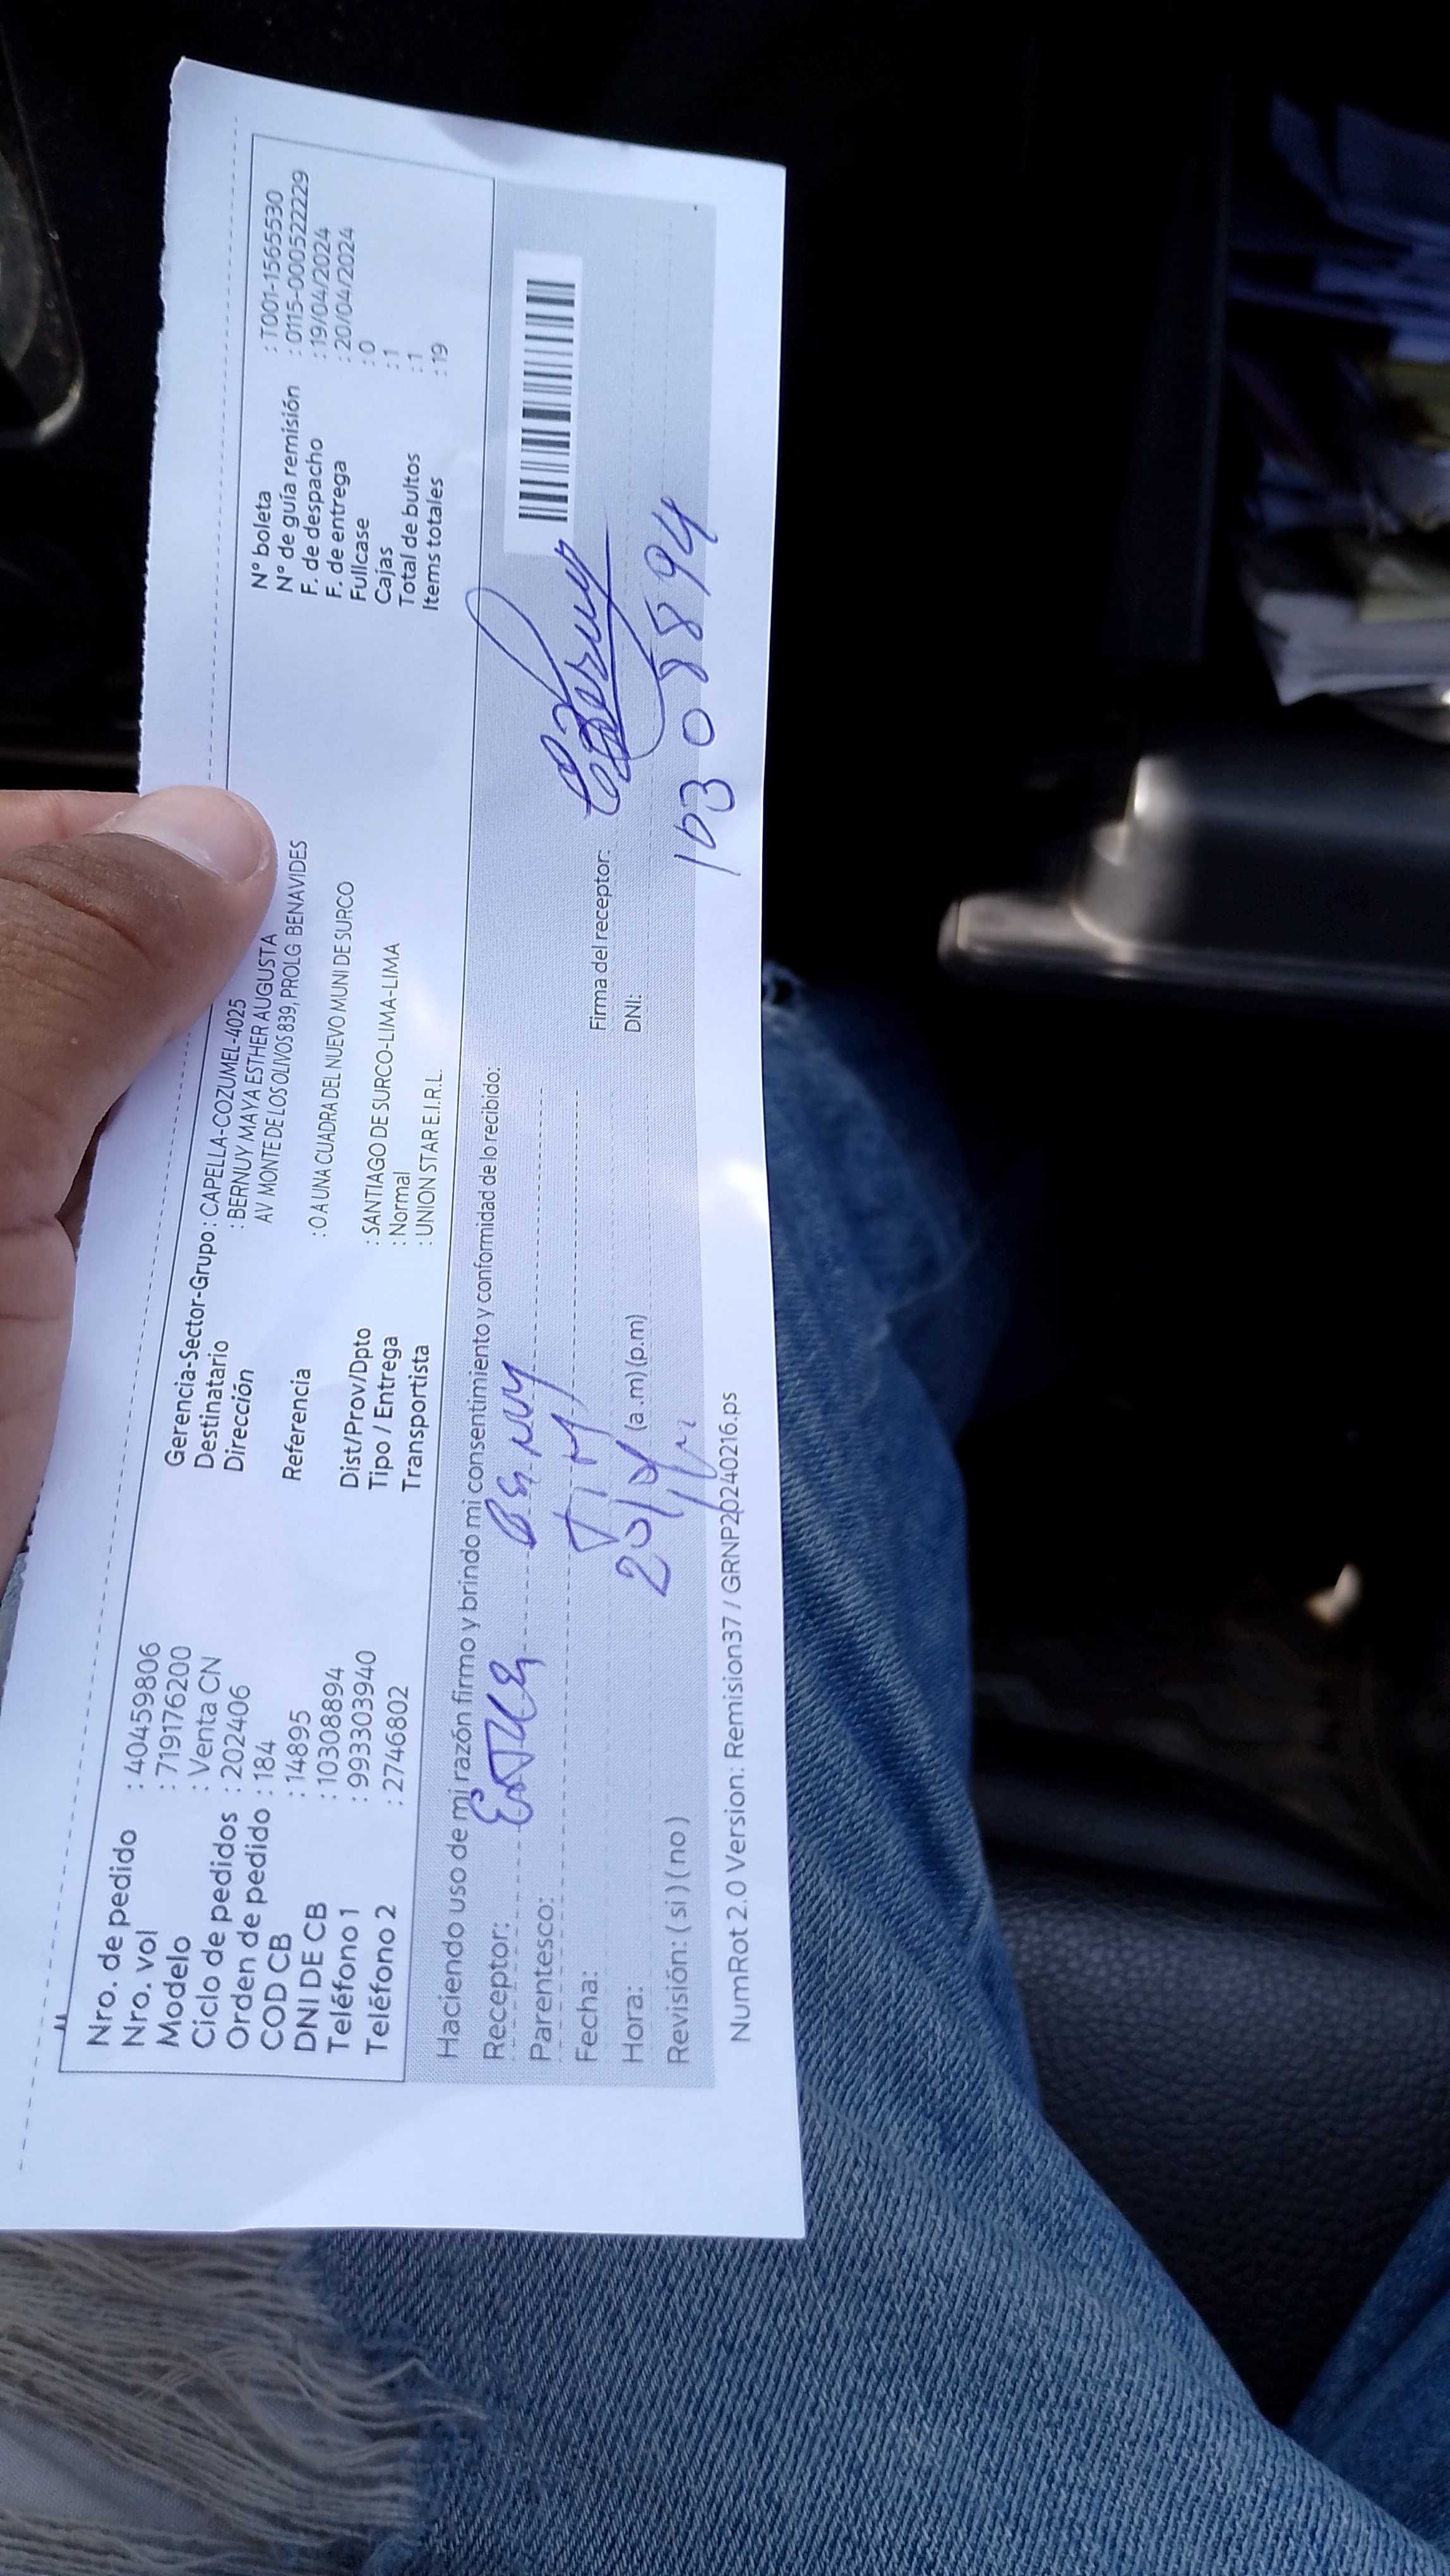 Nro. de pedido : 40459806
Nro. vol : 719176200
Modelo : Venta CN
Ciclo de pedidos : 202406
Orden de pedido : 184
COD CB : 14895
DNI DE CB : 10308894
Teléfono 1 : 993303940
Teléfono 2 : 2746802
Gerencia-Sector-Grupo : CAPELLA-COZUMEL-4025
Destinatario : BERNUY MAYA ESTHER AUGUSTA
Dirección AV MONTE DE LOS OLIVOS 839, PROLG BENAVIDES
Referencia : O A UNA CUADRA DEL NUEVO MUNI DE SURCO
Dist/Prov/Dpto : SANTIAGO DE SURCO-LIMA-LIMA
Tipo / Entrega : Normal
Transportista : UNION STAR E.I.R.L.
N° boleta : T001-1565530
N° de guía remisión : 0115-000522229
F. de despacho : 19/04/2024
F. de entrega : 20/04/2024
Fullcase : 0
Cajas : 1
Total de bultos : 1
Items totales : 19
Haciendo uso de mi razón firmo y brindo mi consentimiento y conformidad de lo recibido:
Receptor:
Parentesco:
Fecha:
Hora: (a .m) (p.m)
Revisión: ( si ) ( no )
Firma del receptor:
DNI: 10308894
NumRot 2.0 Version: Remision37 / GRNP20240216.ps